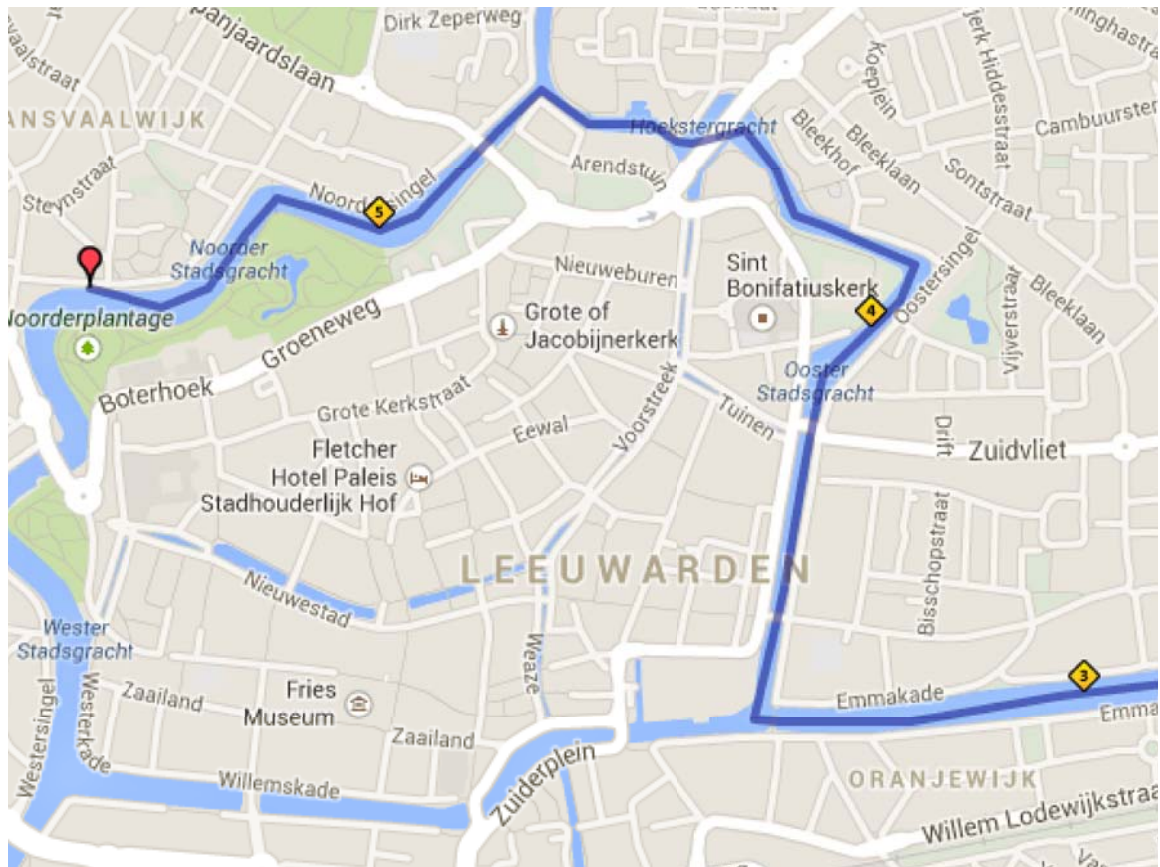 Dirk Zeperweg
Spanjaardslaan
Koeplein
jerk Hiddesstraat
Cambuurster
ANSVAALWIJK
Hoekstergracht
Bleeklaan
Bleekhof
Arendstuin
Sontstraat
Steynstraat
Noordersingel
5
Noorder
Stadsgracht
Nieuweburen
Sint
Bonifatiuskerk
Oostersingel
Vijverstraat
Bleeklaan
4
Noorderplantage
Groeneweg
Grote of
Jacobijnerkerk
Boterhoek
Ooster
Stadsgracht
Grote Kerkstraat
Voorstreek
Tuinen
Eewal
Drift
Zuidvliet
Fletcher
Hotel Paleis
Stadhouderlijk Hof
LEEUWARDEN
Bisschopstraat
Nieuwestad
Wester
Stadsgracht
Weaze
Zaailand
Fries
Museum
Emmakade
3
Emma
Westersingel
Westerkade
Zaailand
Willemskade
Zuiderplein
ORANJEWIJK
Willem Lodewijkstraa